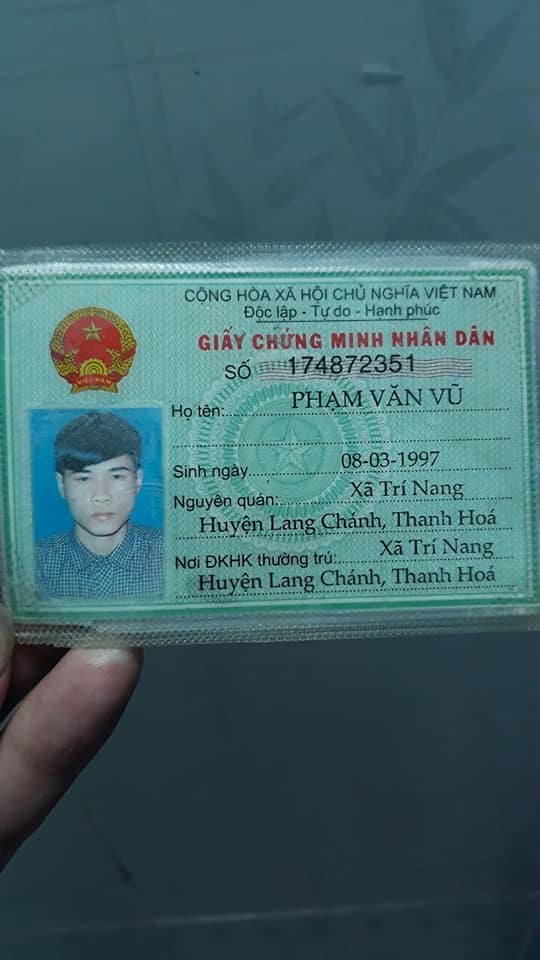 CỘNG HÒA XÃ HỘI CHỦ NGHĨA VIỆT NAM
Độc lập - Tự do - Hạnh phúc
GIẤY CHỨNG MINH NHÂN DÂN
SỐ 174872351
Họ tên: PHẠM VĂN VŨ
Sinh ngày 08-03-1997
Nguyên quán: Xã Trí Nang
Huyện Lang Chánh, Thanh Hoá
Nơi ĐKHK thường trú: Xã Trí Nang
Huyện Lang Chánh, Thanh Hoá
VIỆT NAM